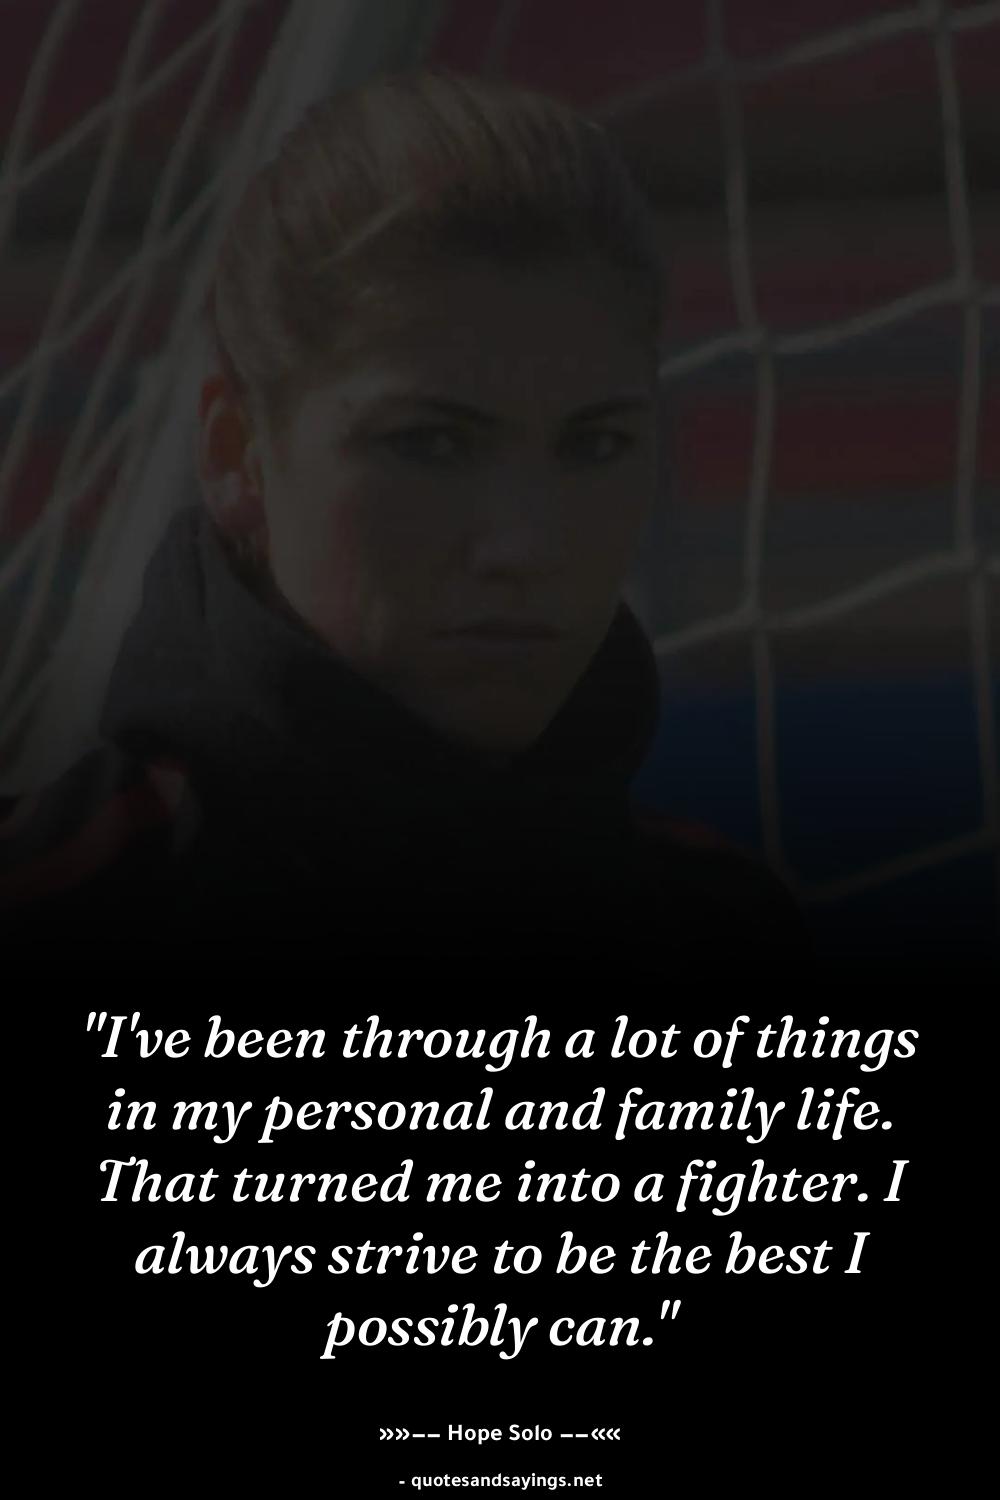 "I've been through a lot of things
in my personal and family life.
That turned me into a fighter. I
always strive to be the best I
possibly can."
»»–– Hope Solo ––««
- quotesandsayings.net